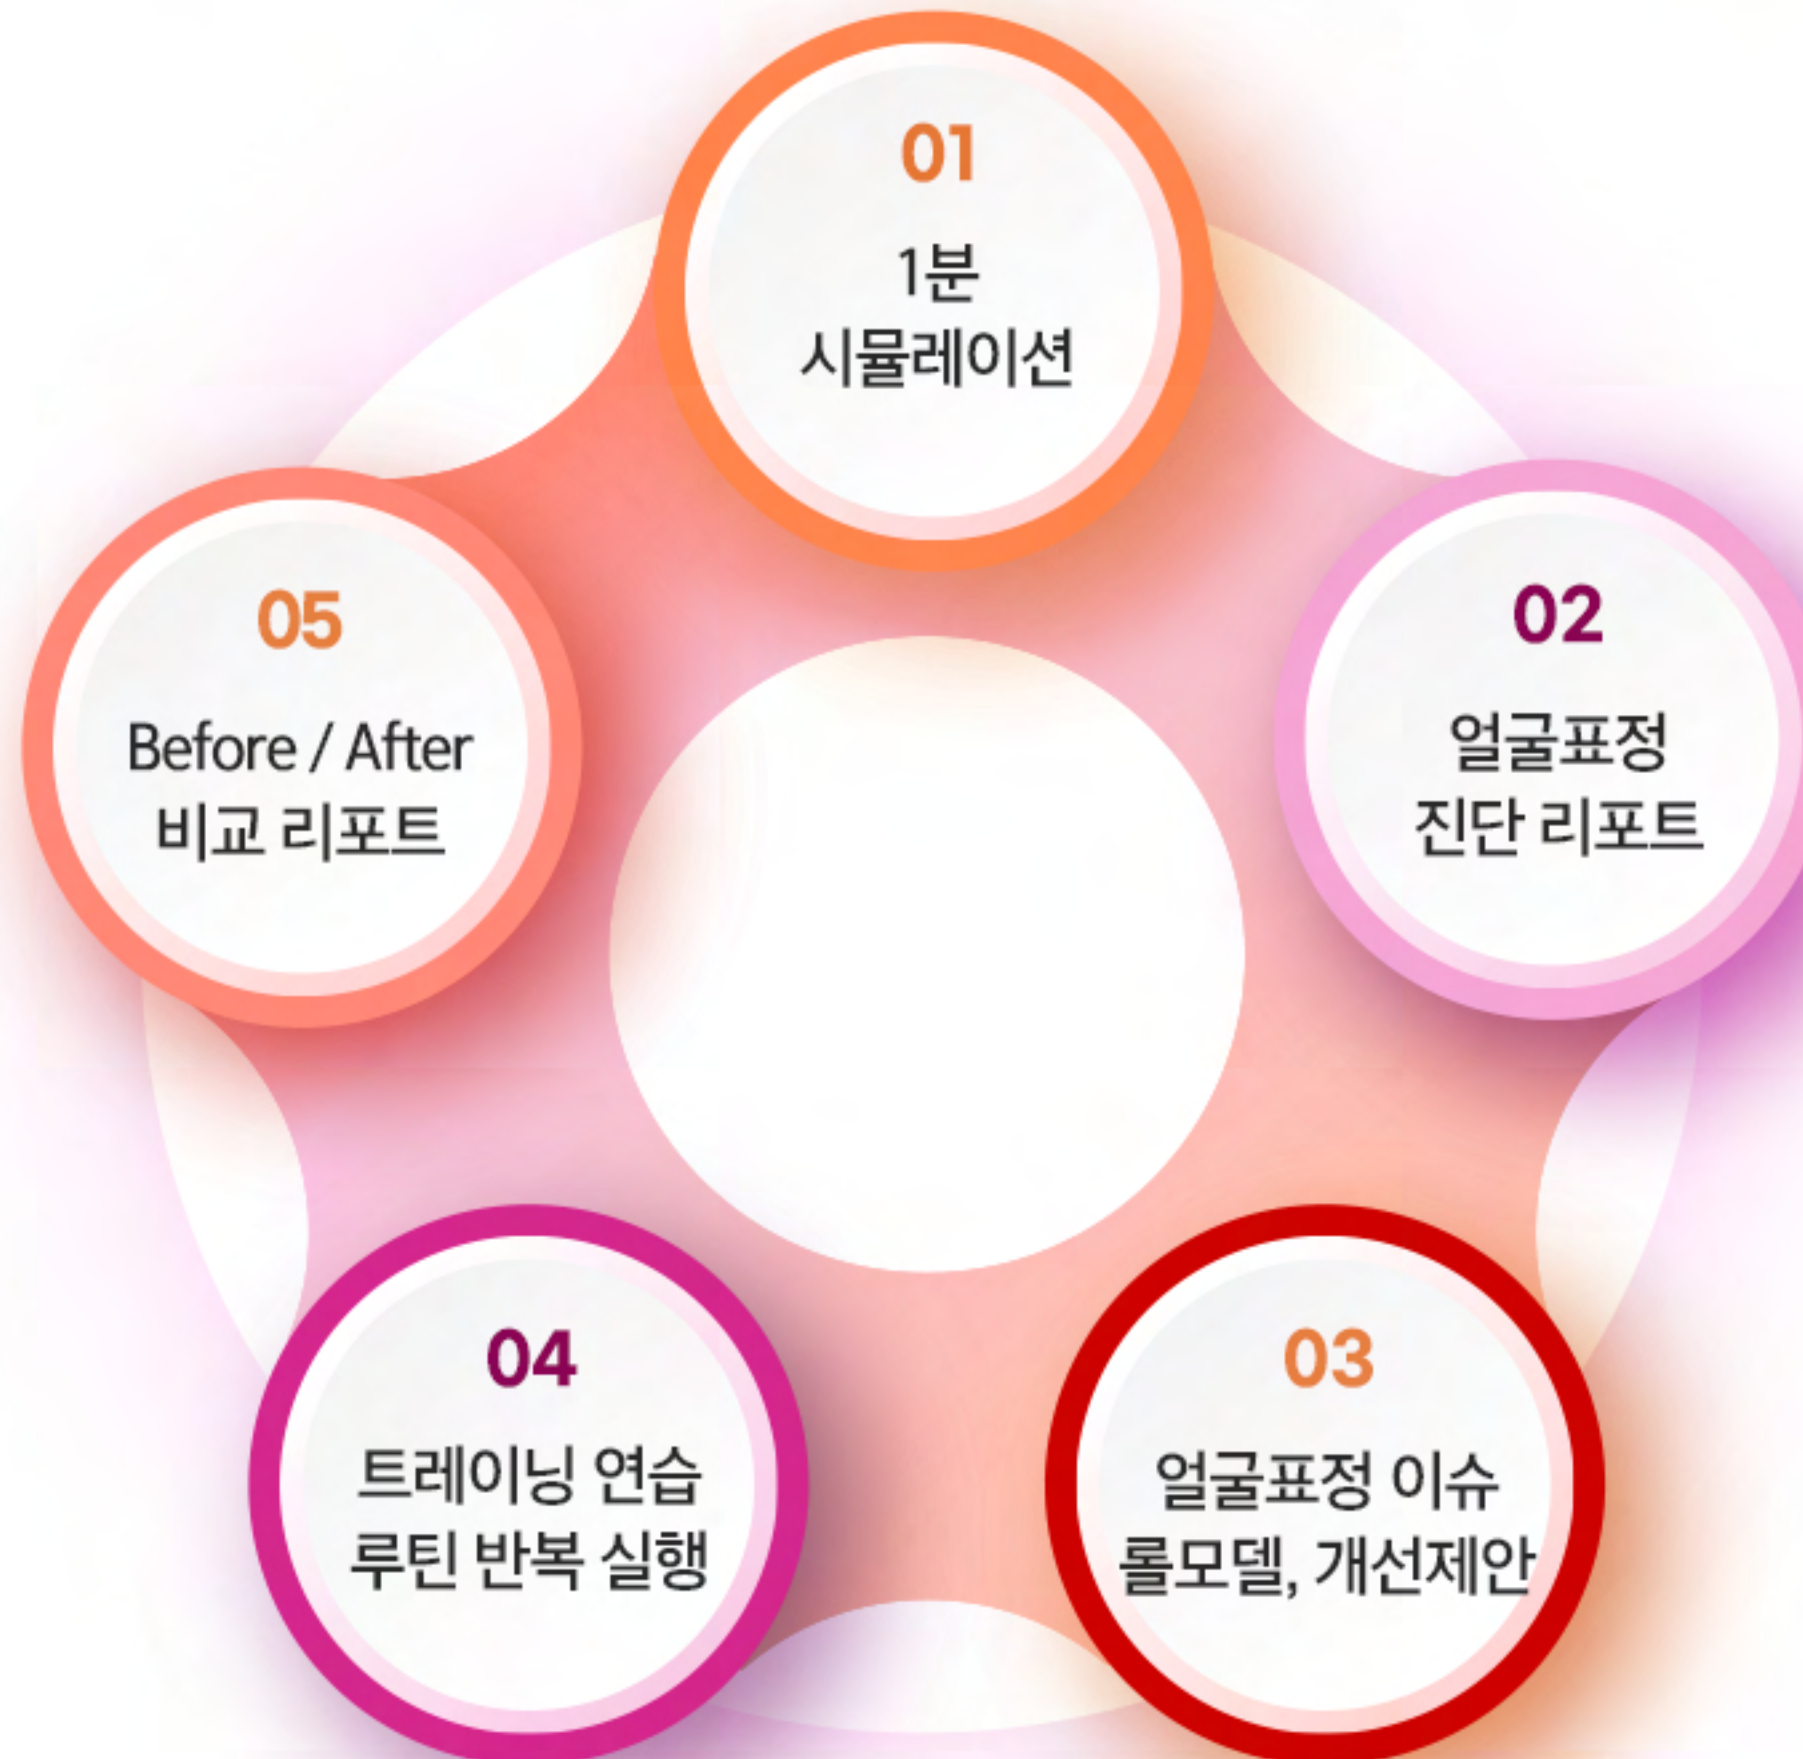 01
1분
시뮬레이션
02
얼굴표정
진단 리포트
03
얼굴표정 이슈
롤모델, 개선제안
04
트레이닝 연습
루틴 반복 실행
05
Before / After
비교 리포트